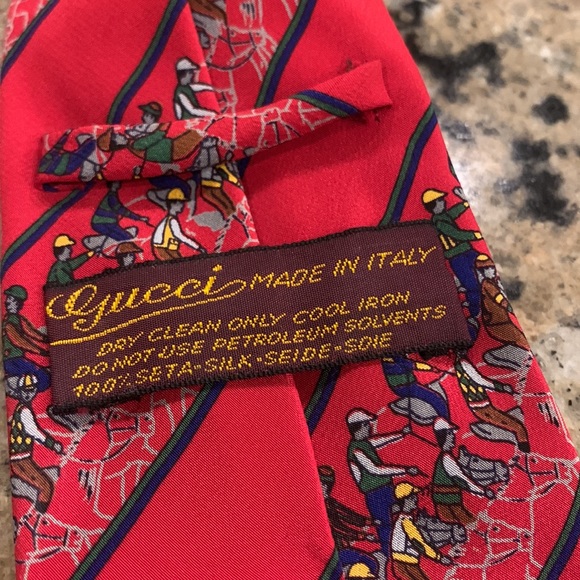 Gucci MADE IN ITALY
DRY CLEAN ONLY COOL IRON
DO NOT USE PETROLEUM SOLVENTS
100% SETA-SILK-SEIDE-SOIE